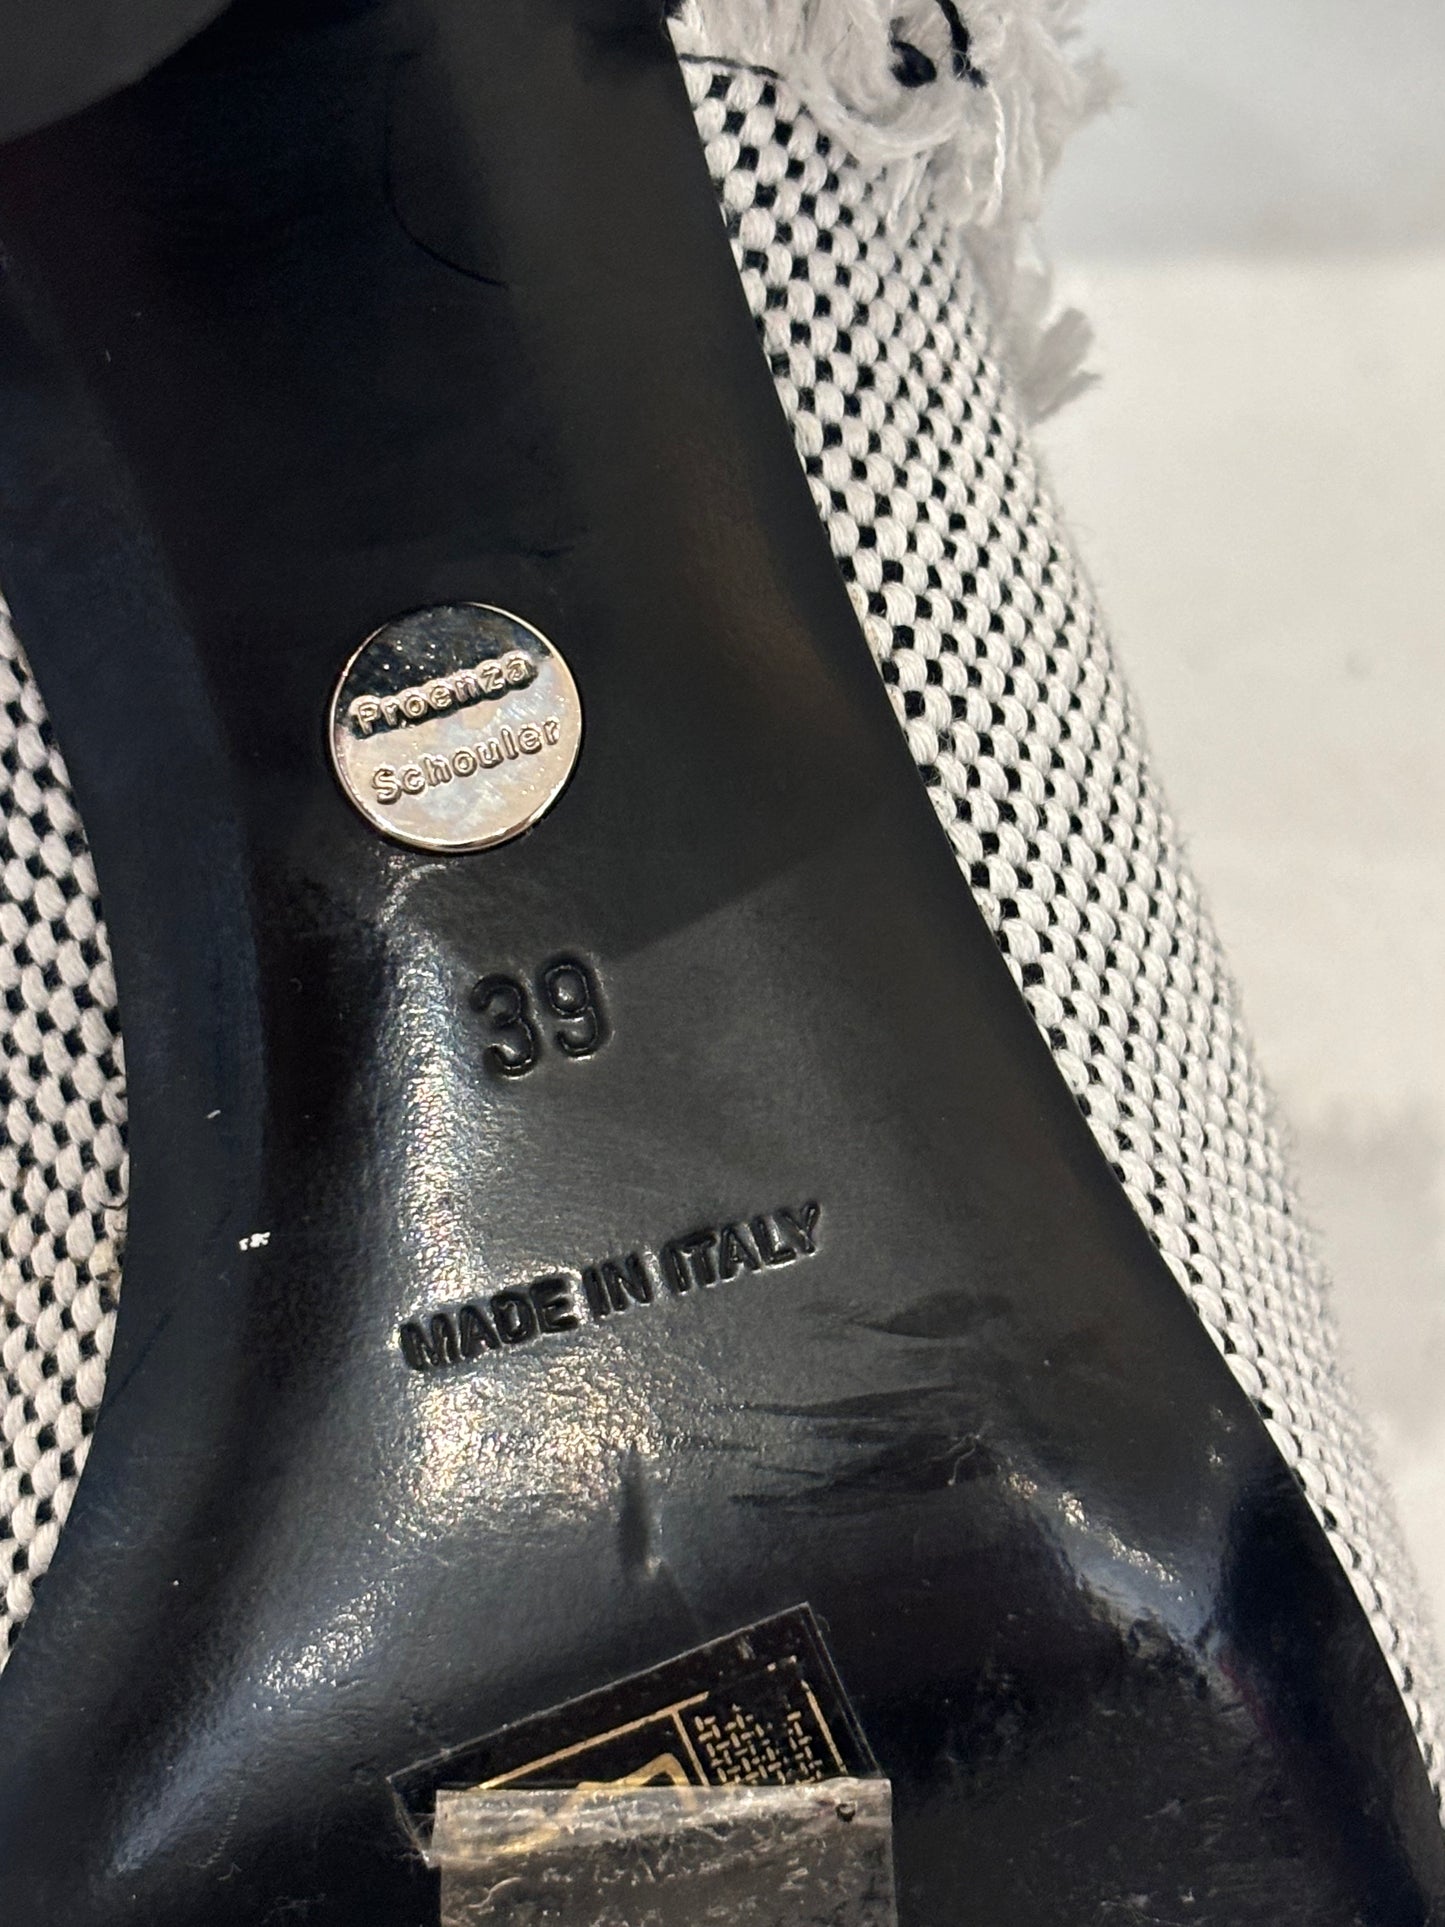 Proenza
Schouler
39
MADE IN ITALY